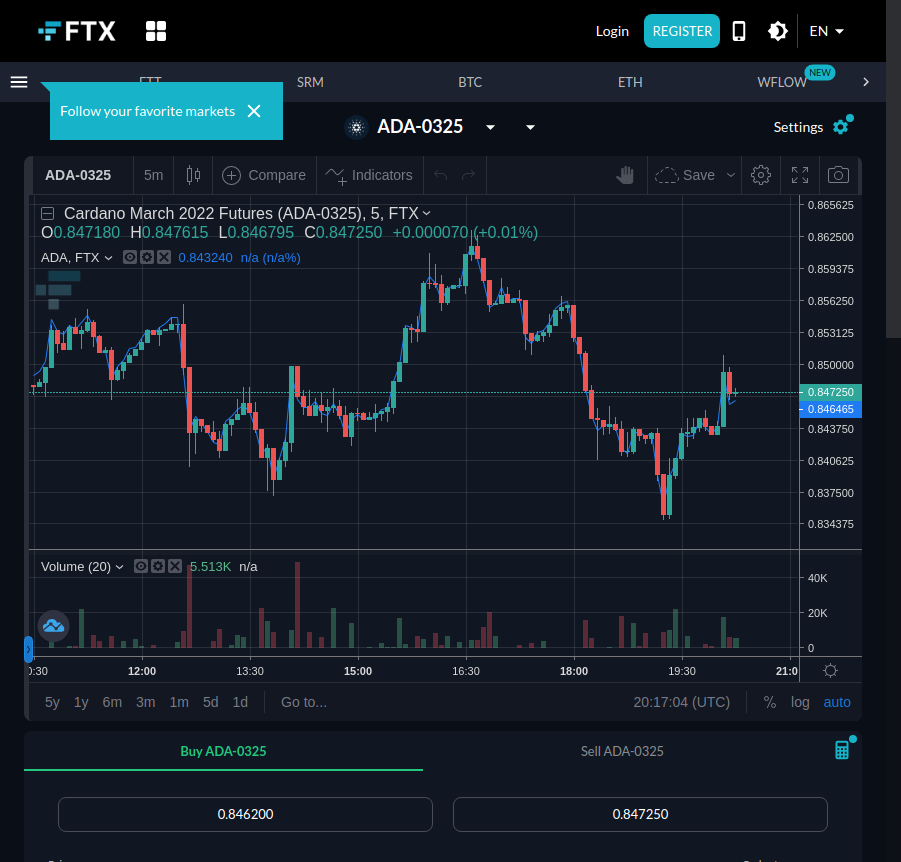 FTX
Login
REGISTER
EN
FTT
SRM
BTC
ETH
WFLOW
NEW
Follow your favorite markets
ADA-0325
Settings
ADA-0325
5m
Compare
Indicators
Save
Cardano March 2022 Futures (ADA-0325), 5, FTX
O0.847180 H0.847615 L0.846795 C0.847250 +0.000070 (+0.01%)
ADA, FTX 0.843240 n/a (n/a%)
0.865625
0.862500
0.859375
0.856250
0.853125
0.850000
0.847250
0.846465
0.843750
0.840625
0.837500
0.834375
Volume (20) 5.513K n/a
40K
20K
0
0:30 12:00 13:30 15:00 16:30 18:00 19:30 21:0
5y 1y 6m 3m 1m 5d 1d Go to... 20:17:04 (UTC) % log auto
Buy ADA-0325
Sell ADA-0325
0.846200
0.847250